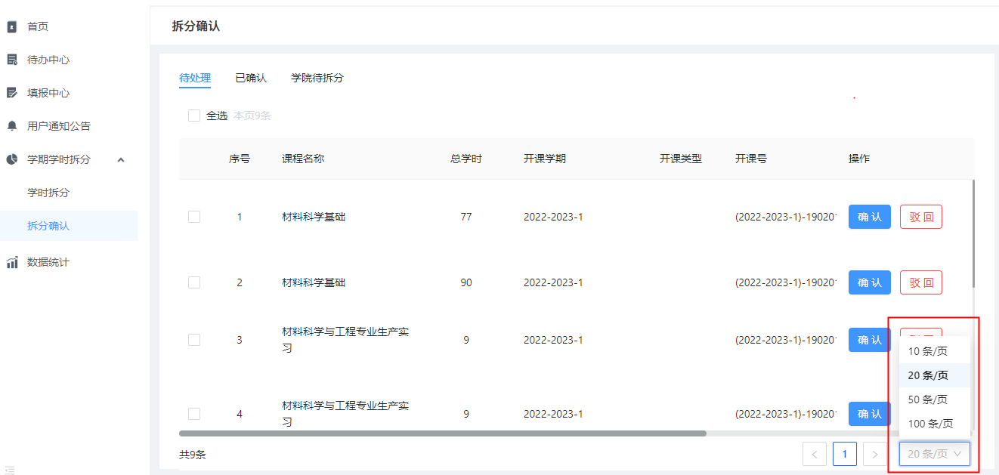 首页
待办中心
填报中心
用户通知公告
学期学时拆分
学时拆分
拆分确认
数据统计
拆分确认
待处理 已确认 学院待拆分
全选 本页9条
序号 课程名称 总学时 开课学期 开课类型 开课号 操作
1 材料科学基础 77 2022-2023-1 (2022-2023-1)-19020 确认 驳回
2 材料科学基础 90 2022-2023-1 (2022-2023-1)-19020 确认 驳回
3 材料科学与工程专业生产实 9 2022-2023-1 (2022-2023-1)-19020 确认
习
4 材料科学与工程专业生产实 9 2022-2023-1 (2022-2023-1)-19020 确认
习
10 条/页
20 条/页
50 条/页
100 条/页
共9条 < 1 > 20 条/页